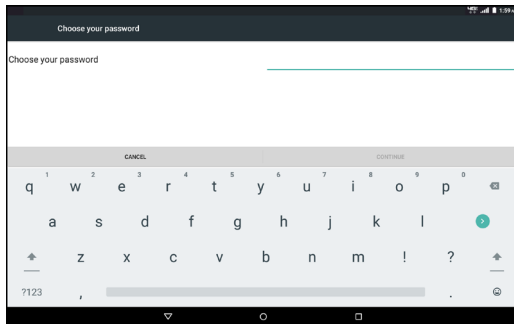 1:59
Choose your password
Choose your password
CANCEL
CONTINUE
1 2 3 4 5 6 7 8 9 0
q w e r t y u i o p
a s d f g h j k l
z x c v b n m ! ?
?123 , .